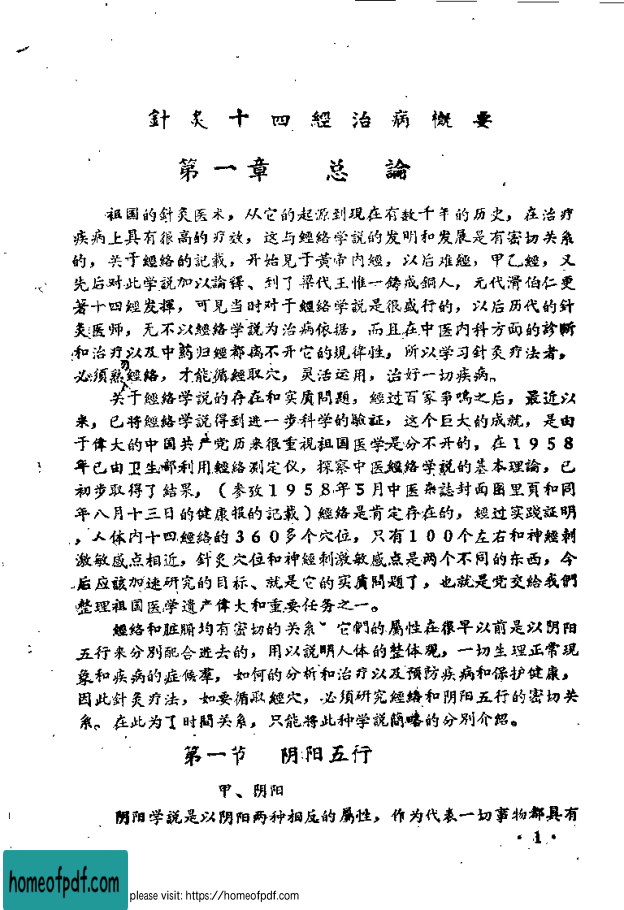 針灸十四經治病概要
第一章 总論
祖国的針灸医术，从它的起源到現在有数千年的历史，在治疗
疾病上具有很高的疗效，这与經絡学説的发明和发展是有密切关系
的，关于經絡的記載，开始見于黄帝内經，以后难經，甲乙經，又
先后对此学説加以論釋、到了梁代王惟一鋳成銅人，元代滑伯仁更
著十四經发揮，可見当时对于經絡学説是很盛行的，以后历代的針
灸医师，无不以經絡学説为治病依据，而且在中医内科方面的診断
和治疗以及中葯归經都离不开它的規律性，所以学习針灸疗法者，
必須熟經絡，才能循經取穴，灵活运用，治好一切疾病。
关于經絡学説的存在和实质問題，經过百家爭鳴之后，最近以
来，已将經絡学説得到进一步科学的驗証，这个巨大的成就，是由
于偉大的中国共产党历来很重視祖国医学是分不开的，在1958
年已由卫生部利用經絡測定仪，探察中医經絡学説的基本理論，已
初步取得了結果，（参攷1958年5月中医杂誌封面图里頁和同
年八月十三日的健康报的記載）經絡是肯定存在的，經过实践証明
，人体内十四經絡的360多个穴位，只有100个左右和神經刺
激敏感点相近，針灸穴位和神經刺激敏感点是两个不同的东西，今
后应該加速研究的目标、就是它的实质問題了，也就是党交給我們
整理祖国医学遺产偉大和重要任务之一。
經絡和脏腑均有密切的关系 它們的属性在很早以前是以阴阳
五行来分別配合进去的，用以説明人体的整体观，一切生理正常現
象和疾病的症候羣，如何的分析和治疗以及預防疾病和保护健康，
因此針灸疗法，如要循取經穴，必須研究經絡和阴阳五行的密切关
系。在此为了时間关系，只能将此种学説簡略的分別介紹。
第一节 阴阳五行
甲、阴阳
阴阳学説是以阴阳两种相反的属性，作为代表一切事物都具有
·1·
homeofpdf.com
please visit: https://homeofpdf.com